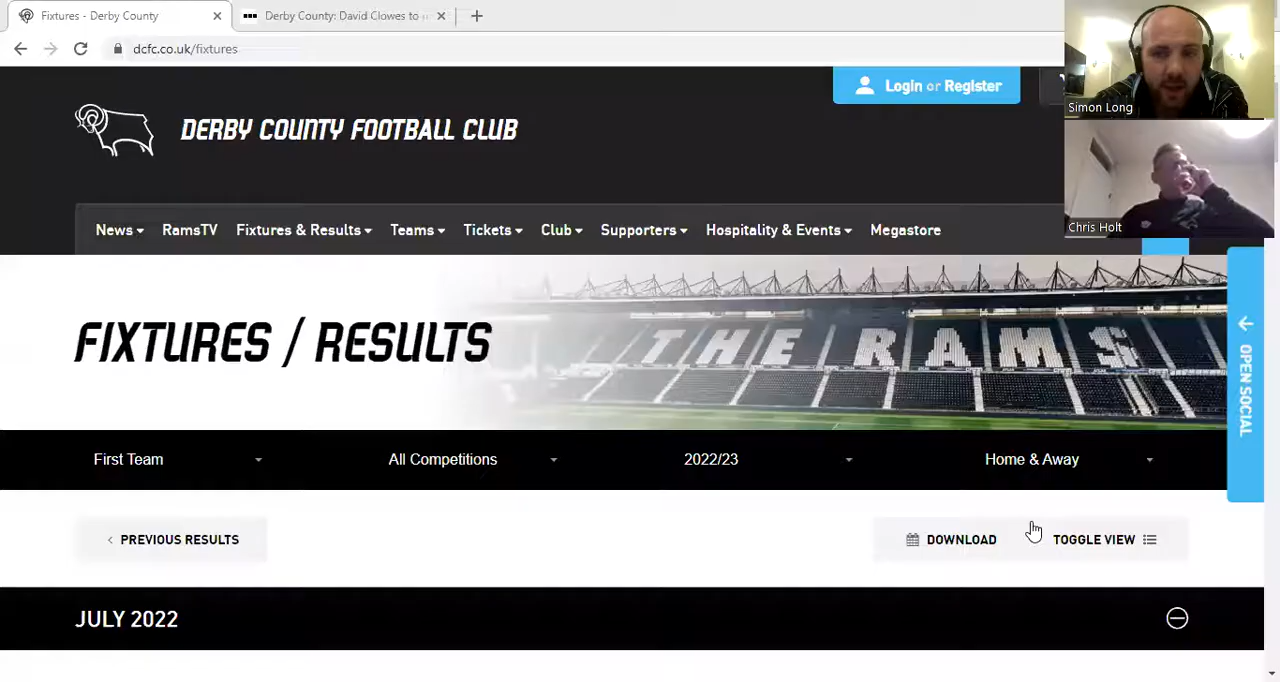 Fixtures - Derby County
Derby County: David Clowes to
dcfc.co.uk/fixtures
Login or Register
DERBY COUNTY FOOTBALL CLUB
Simon Long
News
RamsTV
Fixtures & Results
Teams
Tickets
Club
Supporters
Hospitality & Events
Megastore
Chris Holt
FIXTURES / RESULTS
THE RAMS
OPEN SOCIAL
First Team
All Competitions
2022/23
Home & Away
PREVIOUS RESULTS
DOWNLOAD
TOGGLE VIEW
JULY 2022